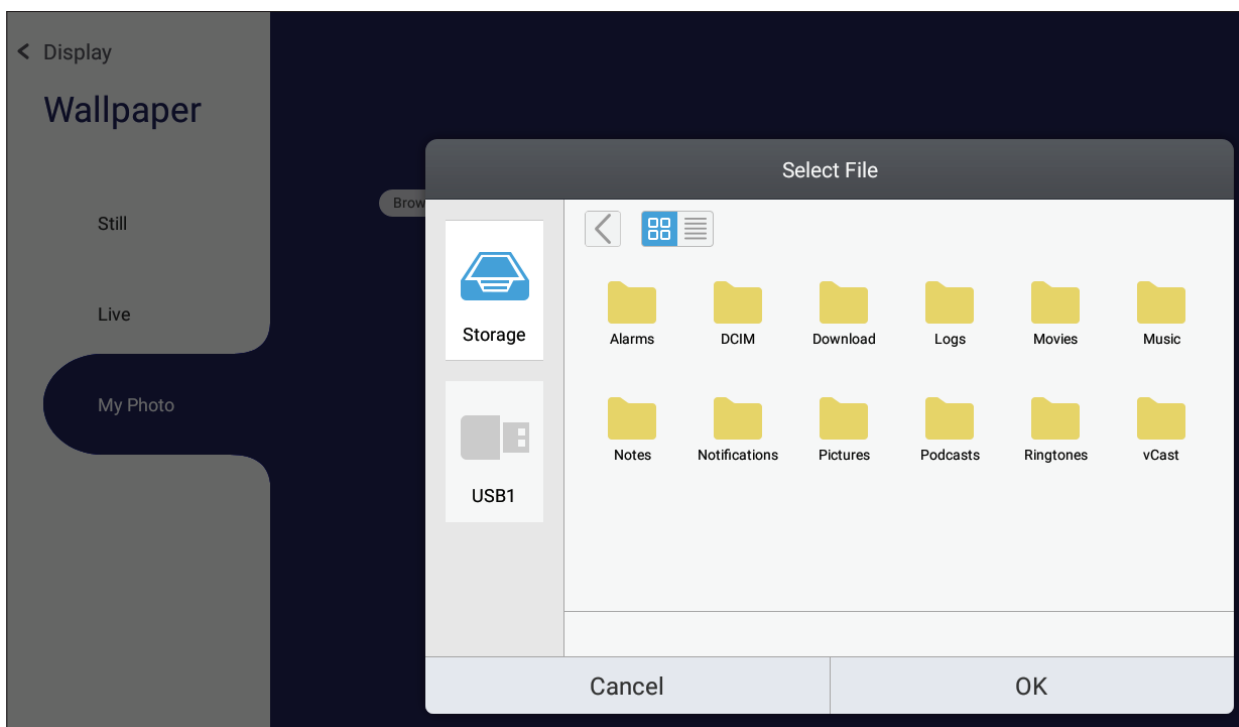 Display
Wallpaper
Still
Live
My Photo
Brow
Select File
Storage
USB1
Alarms DCIM Download Logs Movies Music
Notes Notifications Pictures Podcasts Ringtones vCast
Cancel OK